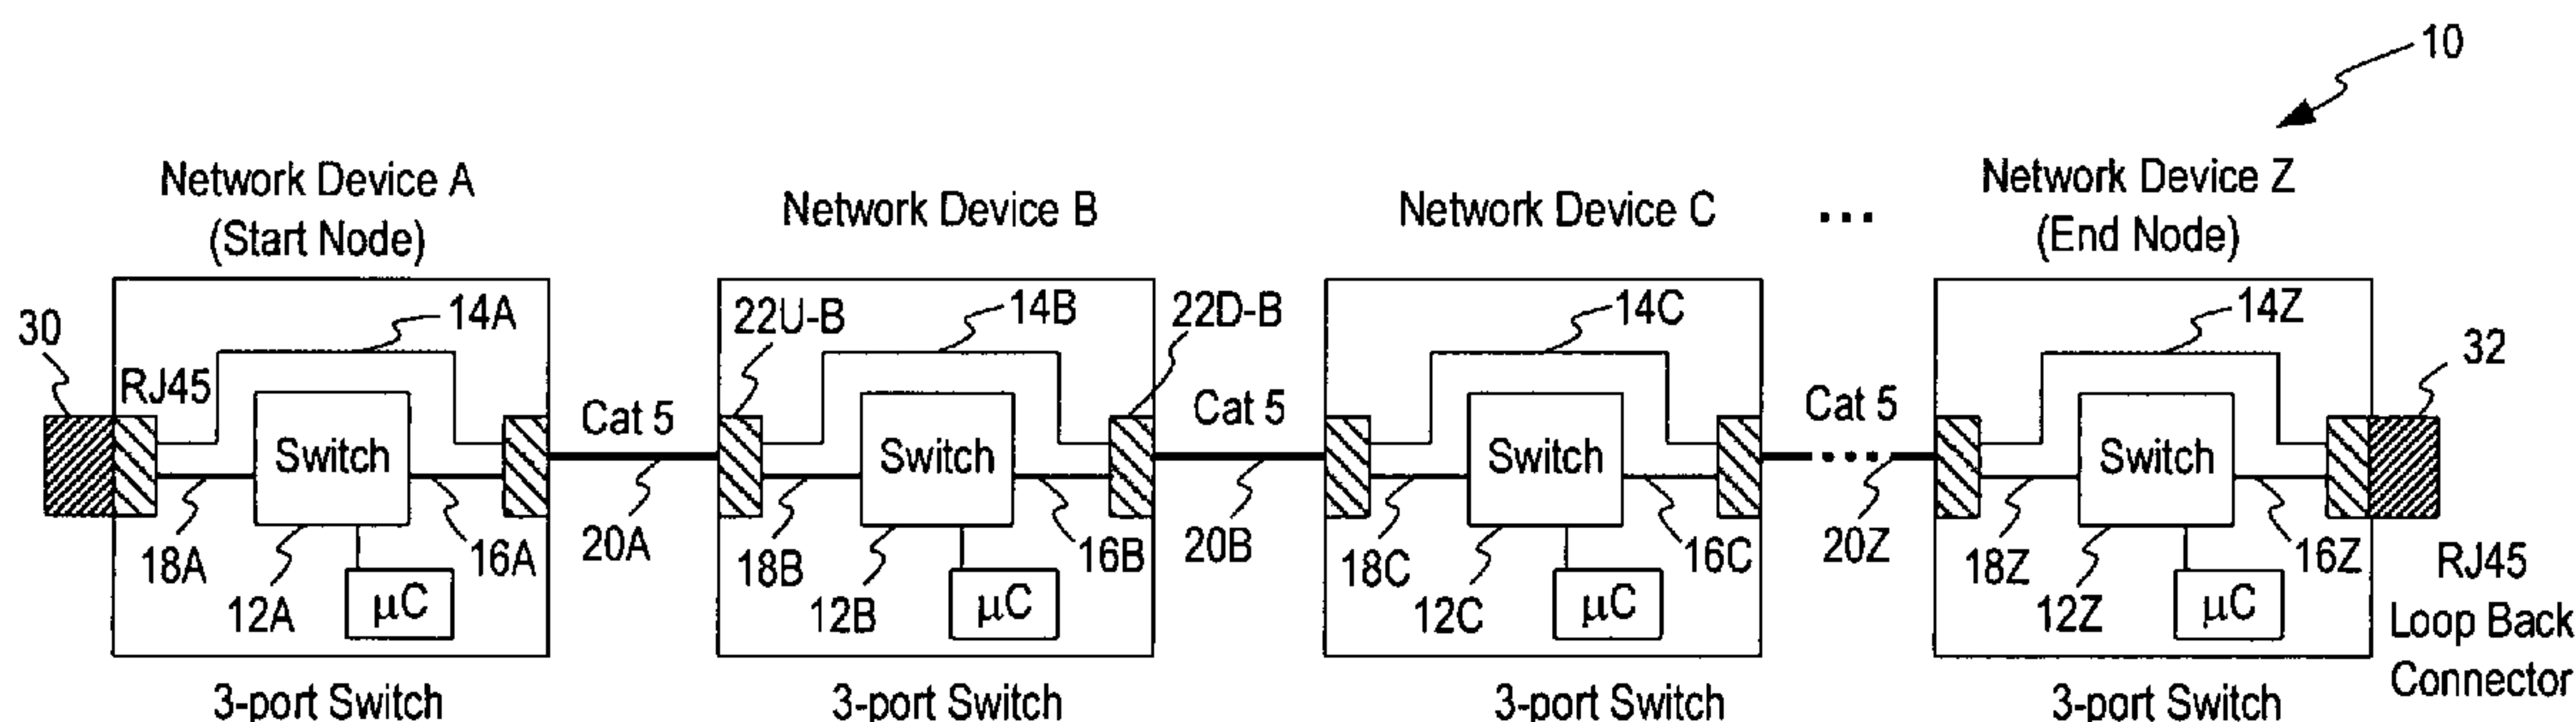 10
Network Device A
(Start Node)
Network Device B
Network Device C
...
Network Device Z
(End Node)
30
RJ45
14A
Switch
18A
12A
16A
μC
3-port Switch
Cat 5
20A
22U-B
14B
22D-B
Switch
18B
12B
16B
μC
3-port Switch
Cat 5
20B
14C
Switch
18C
12C
16C
μC
3-port Switch
Cat 5
20Z
14Z
Switch
18Z
12Z
16Z
μC
3-port Switch
32
RJ45
Loop Back
Connector